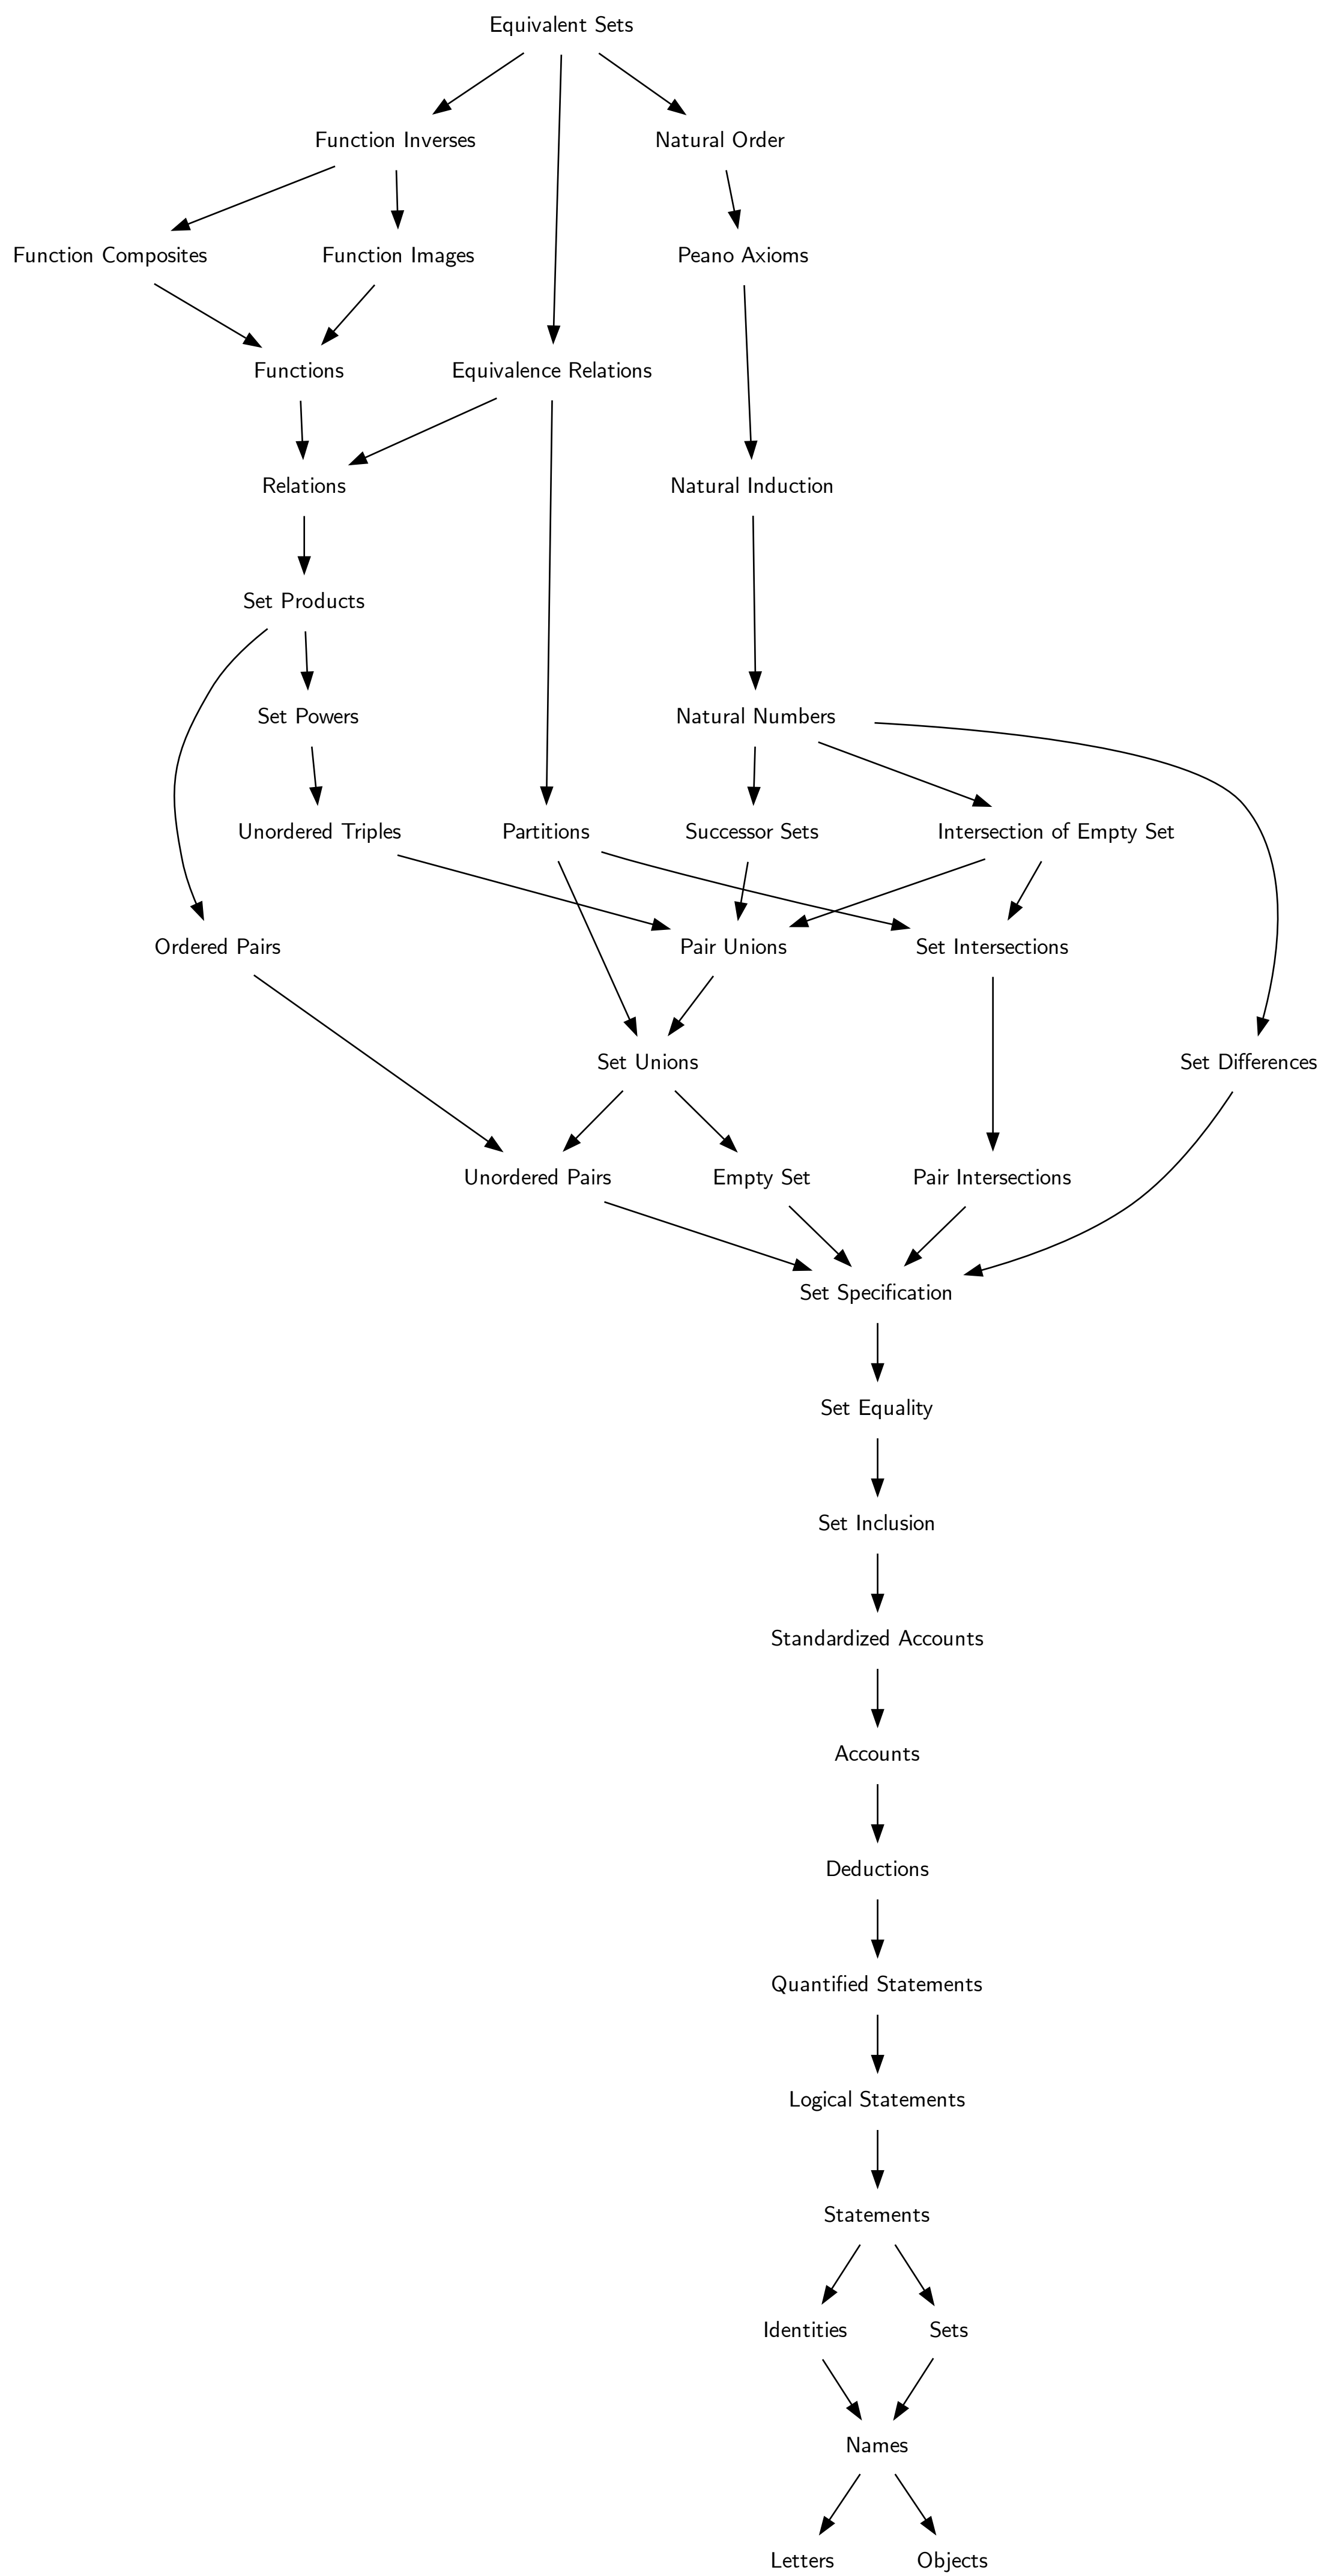 Equivalent Sets
Function Inverses
Natural Order
Function Composites
Function Images
Peano Axioms
Functions
Equivalence Relations
Relations
Natural Induction
Set Products
Set Powers
Natural Numbers
Unordered Triples
Partitions
Successor Sets
Intersection of Empty Set
Ordered Pairs
Pair Unions
Set Intersections
Set Unions
Set Differences
Unordered Pairs
Empty Set
Pair Intersections
Set Specification
Set Equality
Set Inclusion
Standardized Accounts
Accounts
Deductions
Quantified Statements
Logical Statements
Statements
Identities
Sets
Names
Letters
Objects